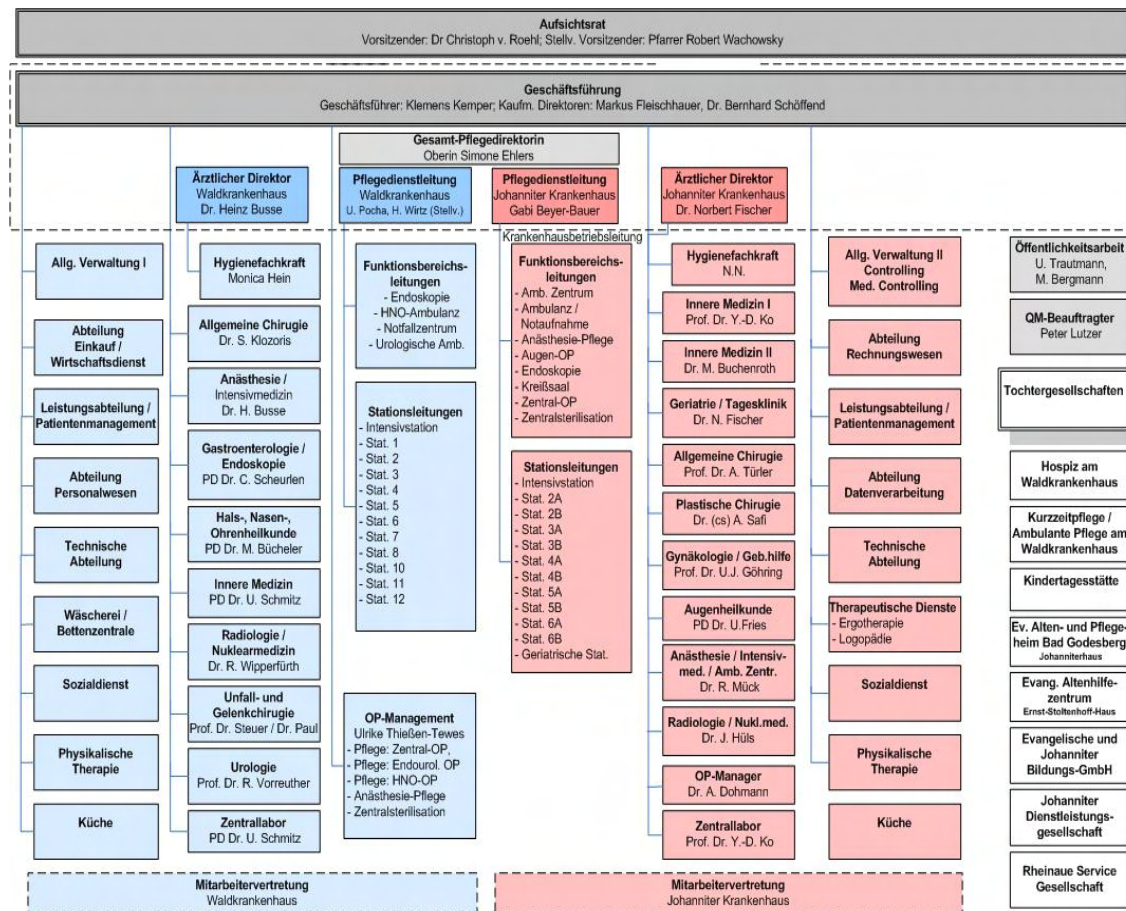 Aufsichtsrat
Vorsitzender: Dr Christoph v. Roehl; Stellv. Vorsitzender: Pfarrer Robert Wachowsky
Geschäftsführung
Geschäftsführer: Klemens Kemper; Kaufm. Direktoren: Markus Fleischhauer, Dr. Bernhard Schöffend
Gesamt-Pflegedirektorin
Oberin Simone Ehlers
Ärztlicher Direktor
Waldkrankenhaus
Dr. Heinz Busse
Pflegedienstleitung
Waldkrankenhaus
U. Pocha, H. Wirtz (Stellv.)
Pflegedienstleitung
Johanniter Krankenhaus
Gabi Beyer-Bauer
Ärztlicher Direktor
Johanniter Krankenhaus
Dr. Norbert Fischer
Krankenhausbetriebsleitung
Allg. Verwaltung I
Abteilung
Einkauf /
Wirtschaftsdienst
Leistungsabteilung /
Patientenmanagement
Abteilung
Personalwesen
Technische
Abteilung
Wäscherei /
Bettenzentrale
Sozialdienst
Physikalische
Therapie
Küche
Hygienefachkraft
Monica Hein
Allgemeine Chirugie
Dr. S. Klozoris
Anästhesie /
Intensivmedizin
Dr. H. Busse
Gastroenterologie /
Endoskopie
PD Dr. C. Scheurlen
Hals-, Nasen-,
Ohrenheilkunde
PD Dr. M. Bücheler
Innere Medizin
PD Dr. U. Schmitz
Radiologie /
Nuklearmedizin
Dr. R. Wipperfürth
Unfall- und
Gelenkchirugie
Prof. Dr. Steuer / Dr. Paul
Urologie
Prof. Dr. R. Vorreuther
Zentrallabor
PD Dr. U. Schmitz
Funktionsbereichs-
leitungen
- Endoskopie
- HNO-Ambulanz
- Notfallzentrum
- Urologische Amb.
Stationsleitungen
- Intensivstation
- Stat. 1
- Stat. 2
- Stat. 3
- Stat. 4
- Stat. 5
- Stat. 6
- Stat. 7
- Stat. 8
- Stat. 10
- Stat. 11
- Stat. 12
OP-Management
Ulrike Thießen-Tewes
- Pflege: Zentral-OP,
- Pflege: Endourol. OP
- Pflege: HNO-OP
- Anästhesie-Pflege
- Zentralsterilisation
Funktionsbereichs-
leitungen
- Amb. Zentrum
- Ambulanz /
Notaufnahme
- Anästhesie-Pflege
- Augen-OP
- Endoskopie
- Kreißsaal
- Zentral-OP
- Zentralsterilisation
Stationsleitungen
- Intensivstation
- Stat. 2A
- Stat. 2B
- Stat. 3A
- Stat. 3B
- Stat. 4A
- Stat. 4B
- Stat. 5A
- Stat. 5B
- Stat. 6A
- Stat. 6B
- Geriatrische Stat.
Hygienefachkraft
N.N.
Innere Medizin I
Prof. Dr. Y.-D. Ko
Innere Medizin II
Dr. M. Buchenroth
Geriatrie / Tagesklinik
Dr. N. Fischer
Allgemeine Chirugie
Prof. Dr. A. Türler
Plastische Chirugie
Dr. (cs) A. Safi
Gynäkologie / Geb.hilfe
Prof. Dr. U.J. Göhring
Augenheilkunde
PD Dr. U.Fries
Anästhesie / Intensiv-
med. / Amb. Zentr.
Dr. R. Mück
Radiologie / Nukl.med.
Dr. J. Hüls
OP-Manager
Dr. A. Dohmann
Zentrallabor
Prof. Dr. Y.-D. Ko
Allg. Verwaltung II
Controlling
Med. Controlling
Abteilung
Rechnungswesen
Leistungsabteilung /
Patientenmanagement
Abteilung
Datenverarbeitung
Technische
Abteilung
Therapeutische Dienste
- Ergotherapie
- Logopädie
Sozialdienst
Physikalische
Therapie
Küche
Öffentlichkeitsarbeit
U. Trautmann,
M. Bergmann
QM-Beauftragter
Peter Lutzer
Tochtergesellschaften
Hospiz am
Waldkrankenhaus
Kurzzeitpflege /
Ambulante Pflege am
Waldkrankenhaus
Kindertagesstätte
Ev. Alten- und Pflege-
heim Bad Godesberg
Johanniterhaus
Evang. Altenhilfe-
zentrum
Ernst-Stoltenhoff-Haus
Evangelische und
Johanniter
Bildungs-GmbH
Johanniter
Dienstleistungs-
gesellschaft
Rheinaue Service
Gesellschaft
Mitarbeitervertretung
Waldkrankenhaus
Mitarbeitervertretung
Johanniter Krankenhaus